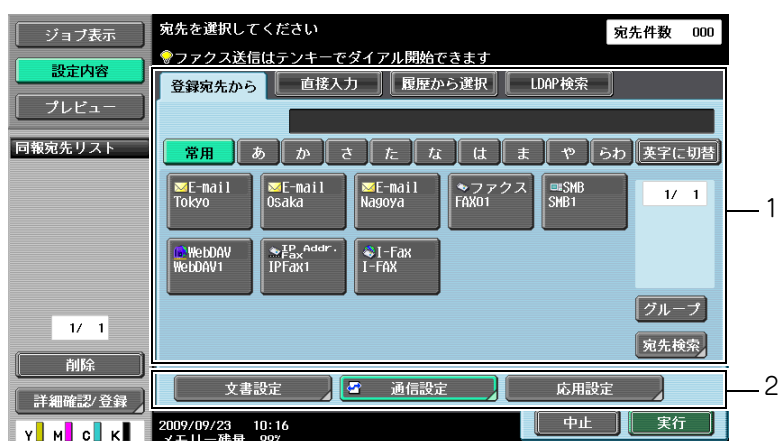 ジョブ表示
設定内容
プレビュー
同報宛先リスト
1/ 1
削除
詳細確認/登録
Y M C K
宛先を選択してください
宛先件数 000
ファクス送信はテンキーでダイアル開始できます
登録宛先から 直接入力 履歴から選択 LDAP検索
常用 あ か さ た な は ま や らわ 英字に切替
E-mail Tokyo
E-mail Osaka
E-mail Nagoya
ファクス FAX01
SMB SMB1
1/ 1
WebDAV WebDAV1
IP Addr. Fax IPFax1
I-Fax I-FAX
グループ
宛先検索
文書設定 通信設定 応用設定
2009/09/23 10:16
メモリー残量 99%
中止 実行
1
2